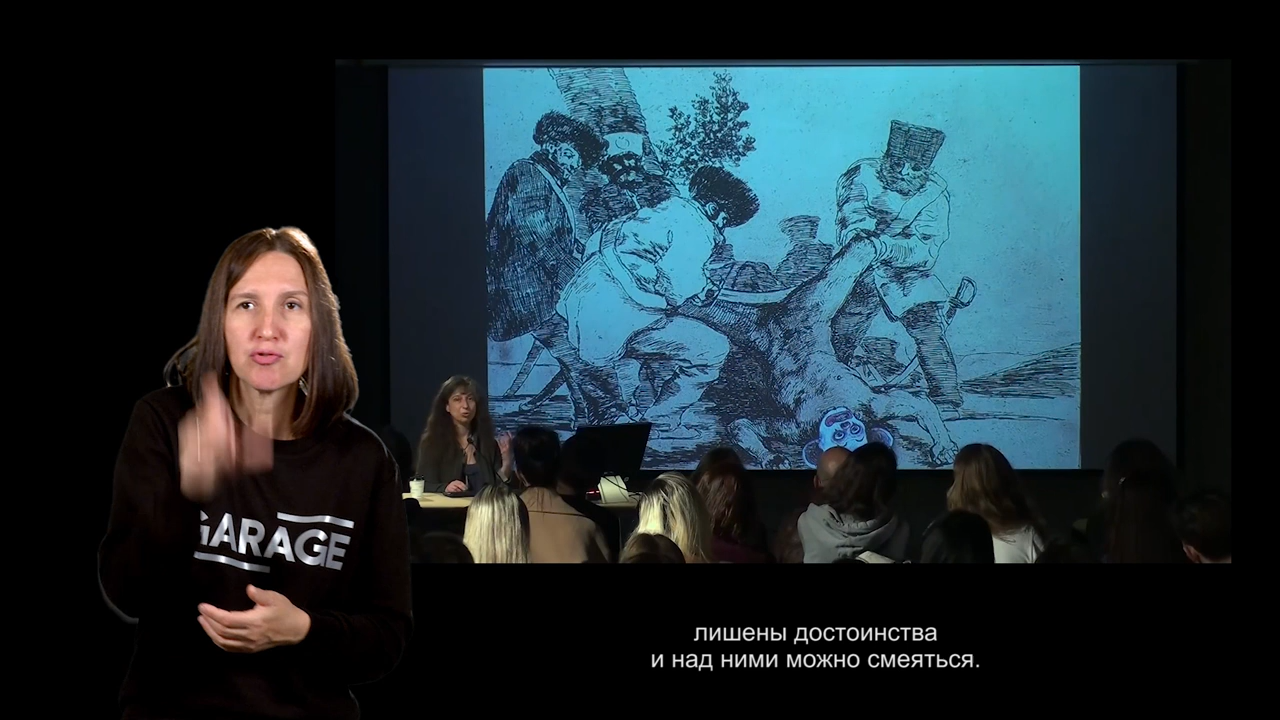 GARAGE
лишены достоинства
и над ними можно смеяться.